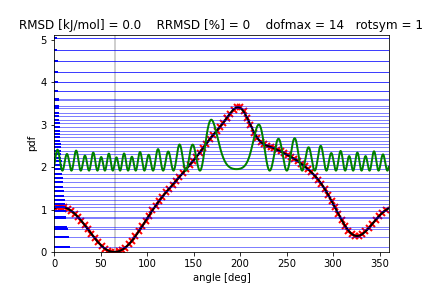 RMSD [kJ/mol] = 0.0    RRMSD [%] = 0    dofmax = 14   rotsym = 1
5
4
3
2
1
0
pdf
0 50 100 150 200 250 300 350
angle [deg]